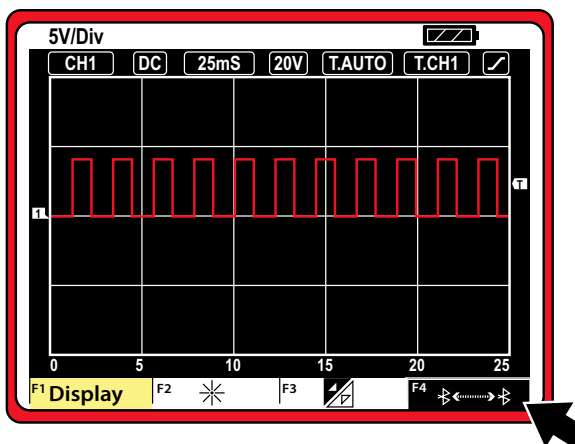 5V/Div
CH1 DC 25mS 20V T.AUTO T.CH1
T
1
0 5 10 15 20 25
F1 Display F2 F3 F4